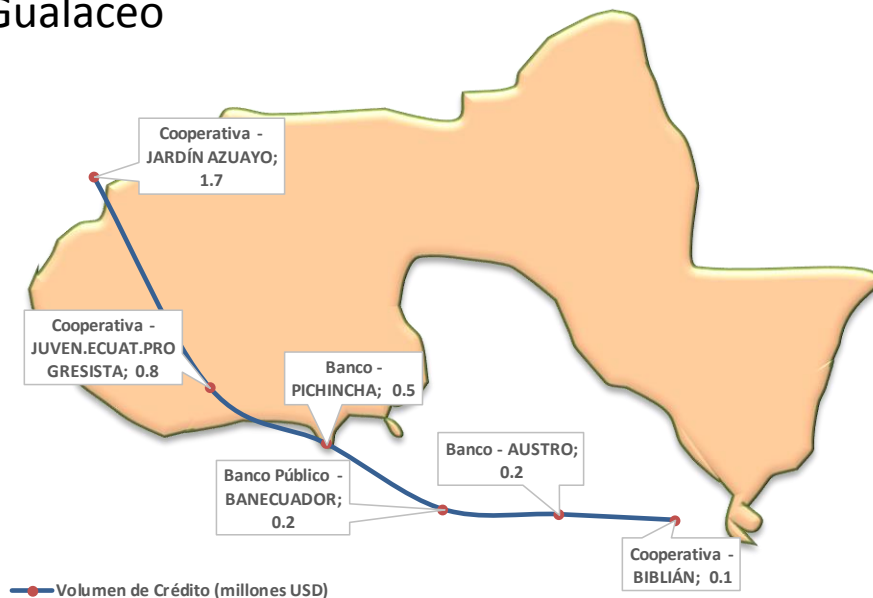 Gualaceo
Cooperativa -
JARDÍN AZUAYO;
1.7
Cooperativa -
JUVEN.ECUAT.PRO
GRESISTA; 0.8
Banco -
PICHINCHA; 0.5
Banco Público -
BANECUADOR;
0.2
Banco - AUSTRO;
0.2
Cooperativa -
BIBLIÁN; 0.1
Volumen de Crédito (millones USD)